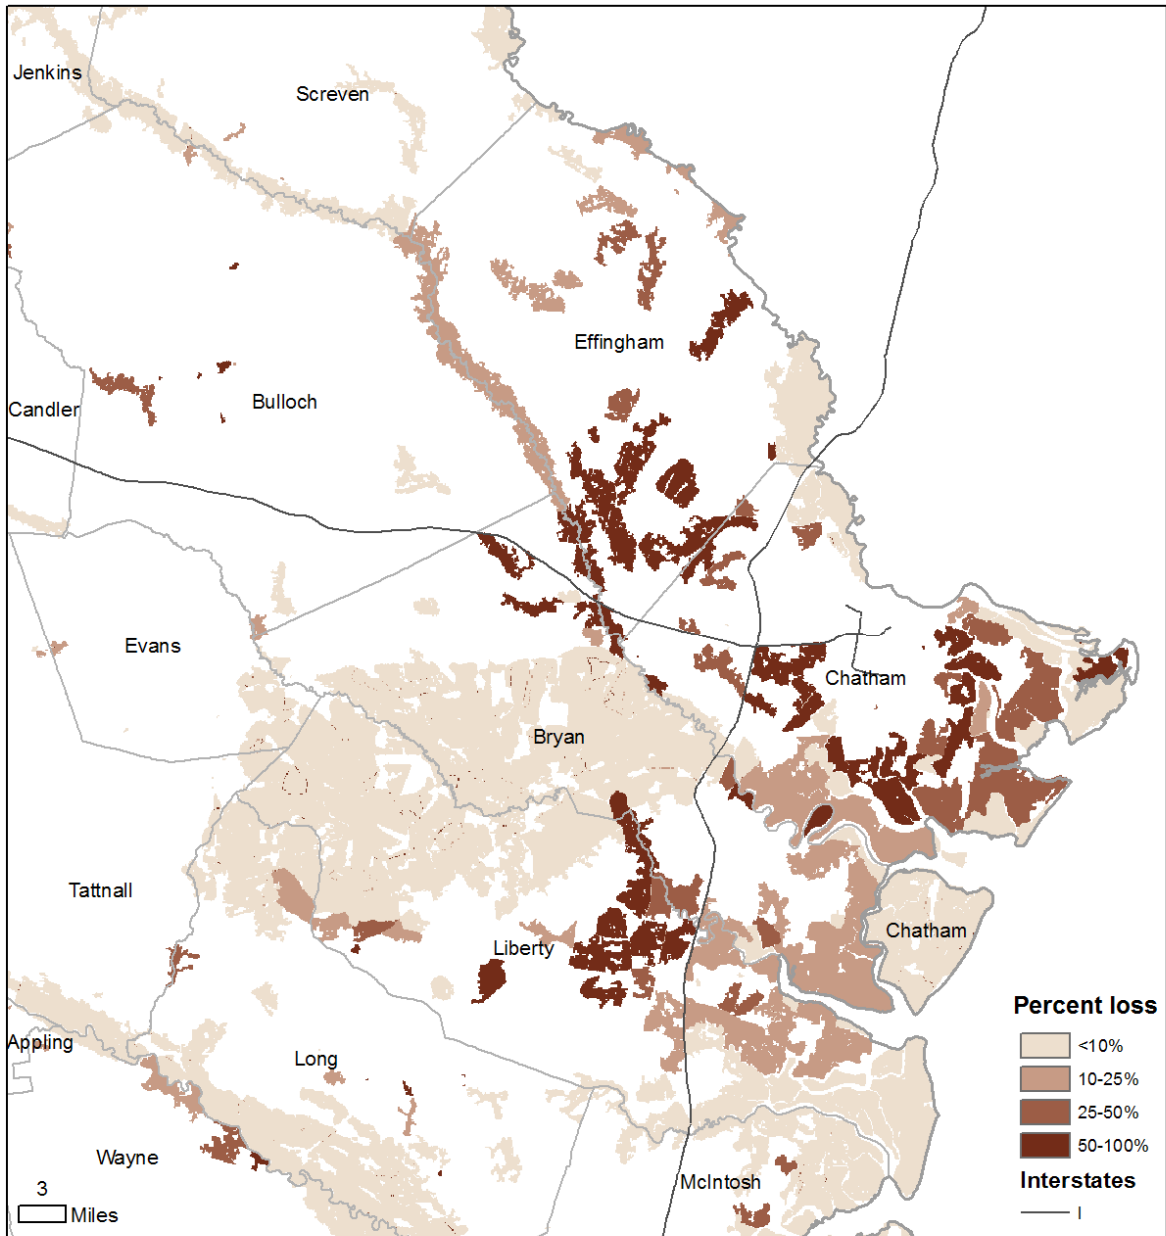 Jenkins
Screven
Effingham
Candler
Bulloch
Evans
Chatham
Bryan
Tattnall
Chatham
Liberty
Appling
Long
Wayne
McIntosh
3
Miles
Percent loss
<10%
10-25%
25-50%
50-100%
Interstates
I